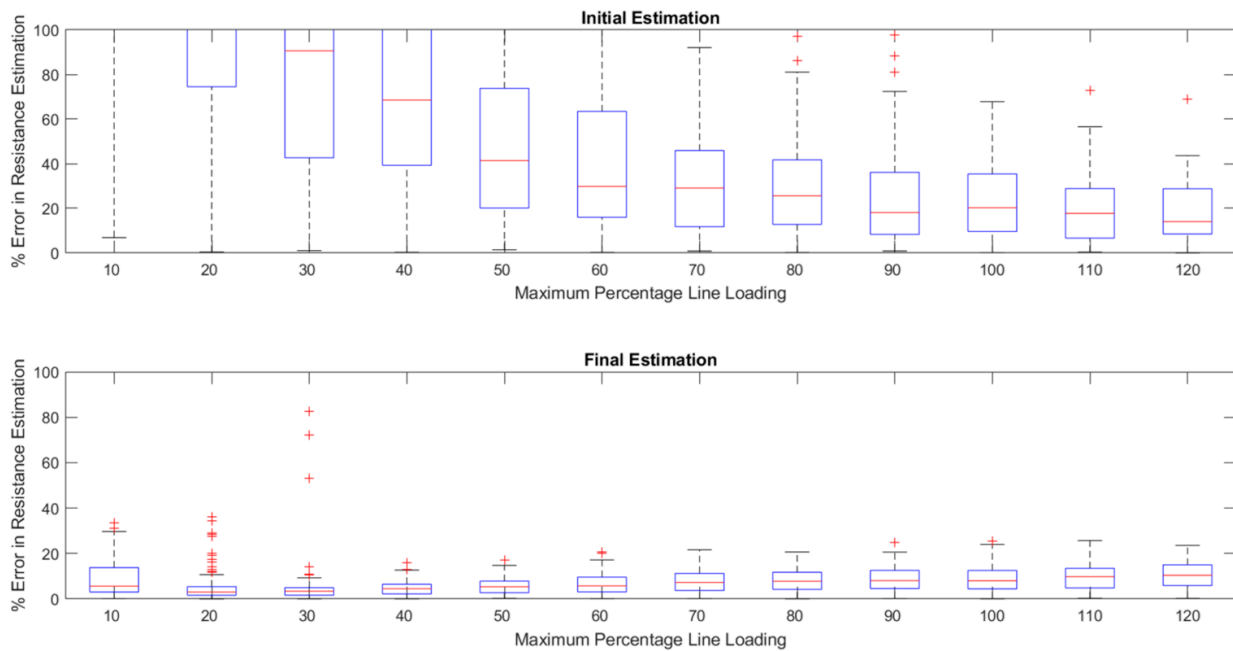 Initial Estimation
% Error in Resistance Estimation
100
80
60
40
20
0
10 20 30 40 50 60 70 80 90 100 110 120
Maximum Percentage Line Loading
Final Estimation
% Error in Resistance Estimation
100
80
60
40
20
0
10 20 30 40 50 60 70 80 90 100 110 120
Maximum Percentage Line Loading